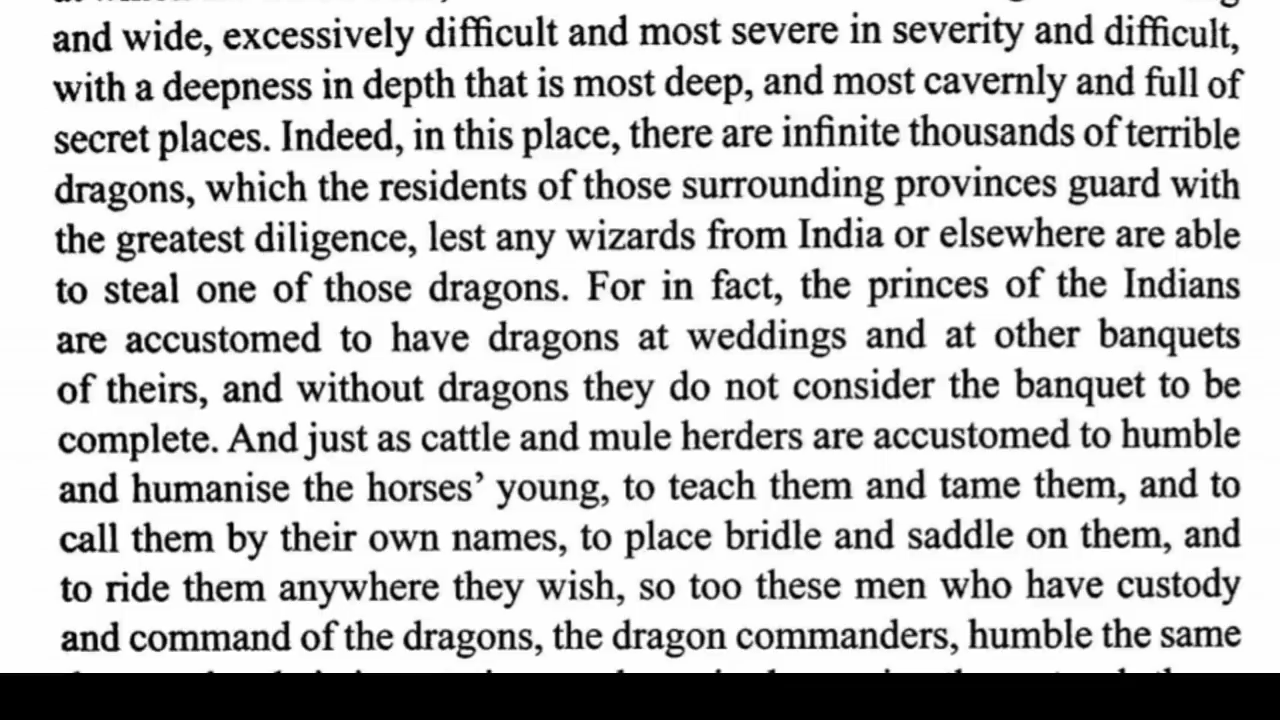 and wide, excessively difficult and most severe in severity and difficult,
with a deepness in depth that is most deep, and most cavernly and full of
secret places. Indeed, in this place, there are infinite thousands of terrible
dragons, which the residents of those surrounding provinces guard with
the greatest diligence, lest any wizards from India or elsewhere are able
to steal one of those dragons. For in fact, the princes of the Indians
are accustomed to have dragons at weddings and at other banquets
of theirs, and without dragons they do not consider the banquet to be
complete. And just as cattle and mule herders are accustomed to humble
and humanise the horses’ young, to teach them and tame them, and to
call them by their own names, to place bridle and saddle on them, and
to ride them anywhere they wish, so too these men who have custody
and command of the dragons, the dragon commanders, humble the same